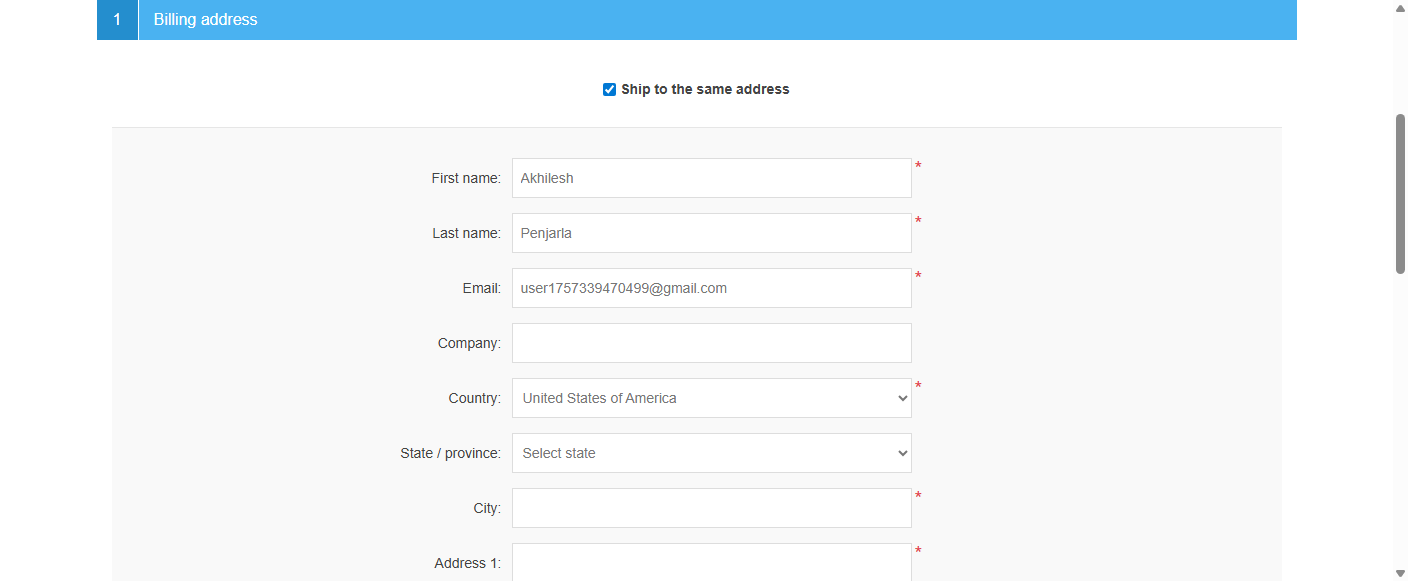 1 Billing address
Ship to the same address
First name: Akhilesh *
Last name: Penjarla *
Email: user1757339470499@gmail.com *
Company:
Country: United States of America *
State / province: Select state
City: *
Address 1: *